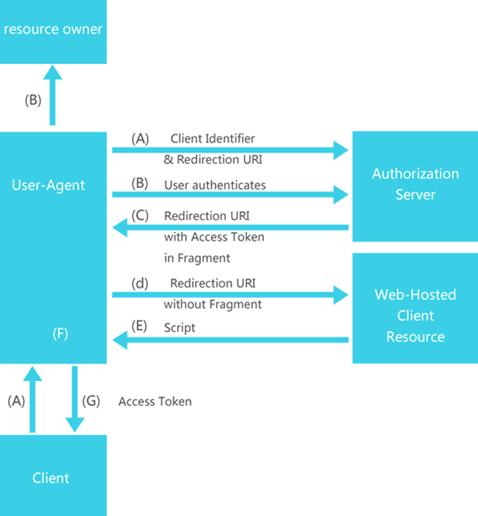 resource owner
(B)
(A) Client Identifier
& Redirection URI
User-Agent
(B) User authenticates
Authorization
Server
(C) Redirection URI
with Access Token
in Fragment
(d) Redirection URI
without Fragment
Web-Hosted
Client
Resource
(E) Script
(F)
(A)
(G) Access Token
Client